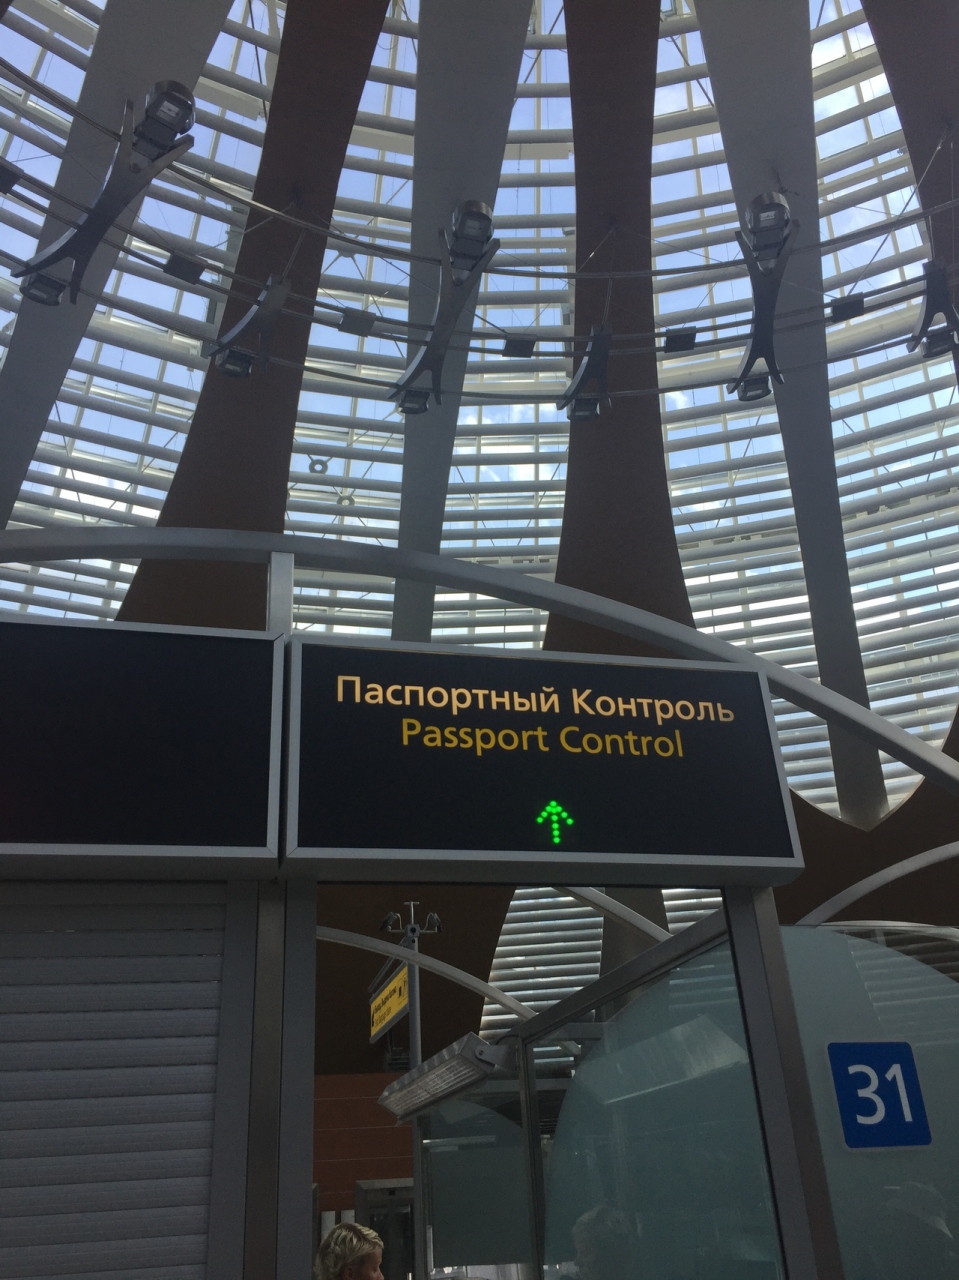 Паспортный Контроль
Passport Control
31